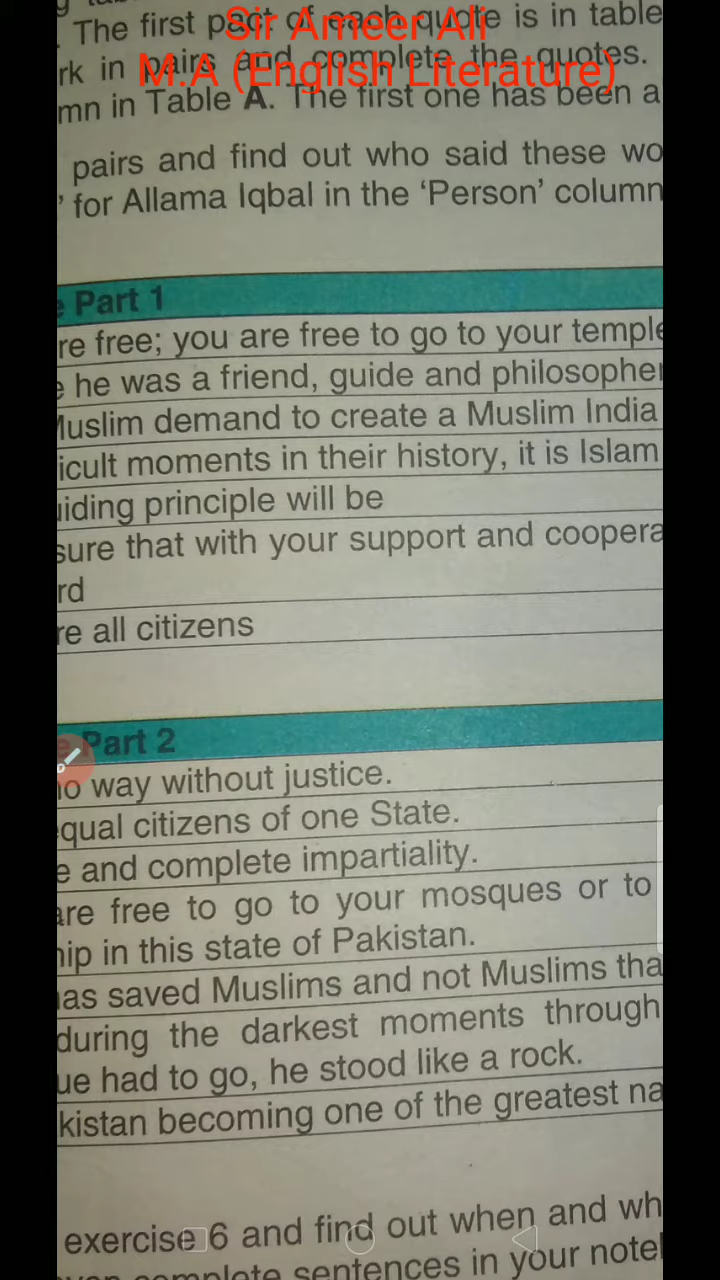 Sir Ameer Ali
M.A (English Literature)
The first part of each quote is in table
rk in pairs and complete the quotes.
mn in Table A. The first one has been a
pairs and find out who said these wo
' for Allama Iqbal in the 'Person' column
e Part 1
re free; you are free to go to your temple
e he was a friend, guide and philosopher
Muslim demand to create a Muslim India
icult moments in their history, it is Islam
uiding principle will be
sure that with your support and coopera
rd
re all citizens
e Part 2
no way without justice.
equal citizens of one State.
e and complete impartiality.
are free to go to your mosques or to
hip in this state of Pakistan.
has saved Muslims and not Muslims tha
during the darkest moments through
ue had to go, he stood like a rock.
kistan becoming one of the greatest na
exercise 6 and find out when and wh
complete sentences in your note